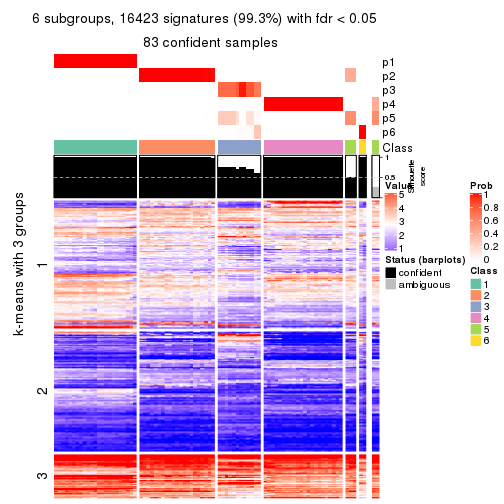 6 subgroups, 16423 signatures (99.3%) with fdr < 0.05
83 confident samples
p1
p2
p3
p4
p5
p6
Class
1
0.5
Silhouette
score
k-means with 3 groups
1
2
3
Value
5
4
3
2
1
Status (barplots)
confident
ambiguous
Prob
1
0.8
0.6
0.4
0.2
0
Class
1
2
3
4
5
6